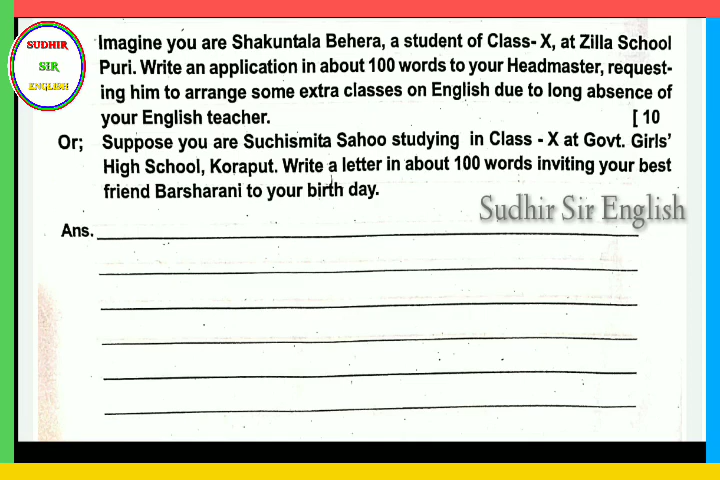 SUDHIR
SIR
ENGLISH
Imagine you are Shakuntala Behera, a student of Class- X, at Zilla School
Puri. Write an application in about 100 words to your Headmaster, request-
ing him to arrange some extra classes on English due to long absence of
your English teacher. [ 10
Or; Suppose you are Suchismita Sahoo studying in Class - X at Govt. Girls'
High School, Koraput. Write a letter in about 100 words inviting your best
friend Barsharani to your birth day.
Sudhir Sir English
Ans.